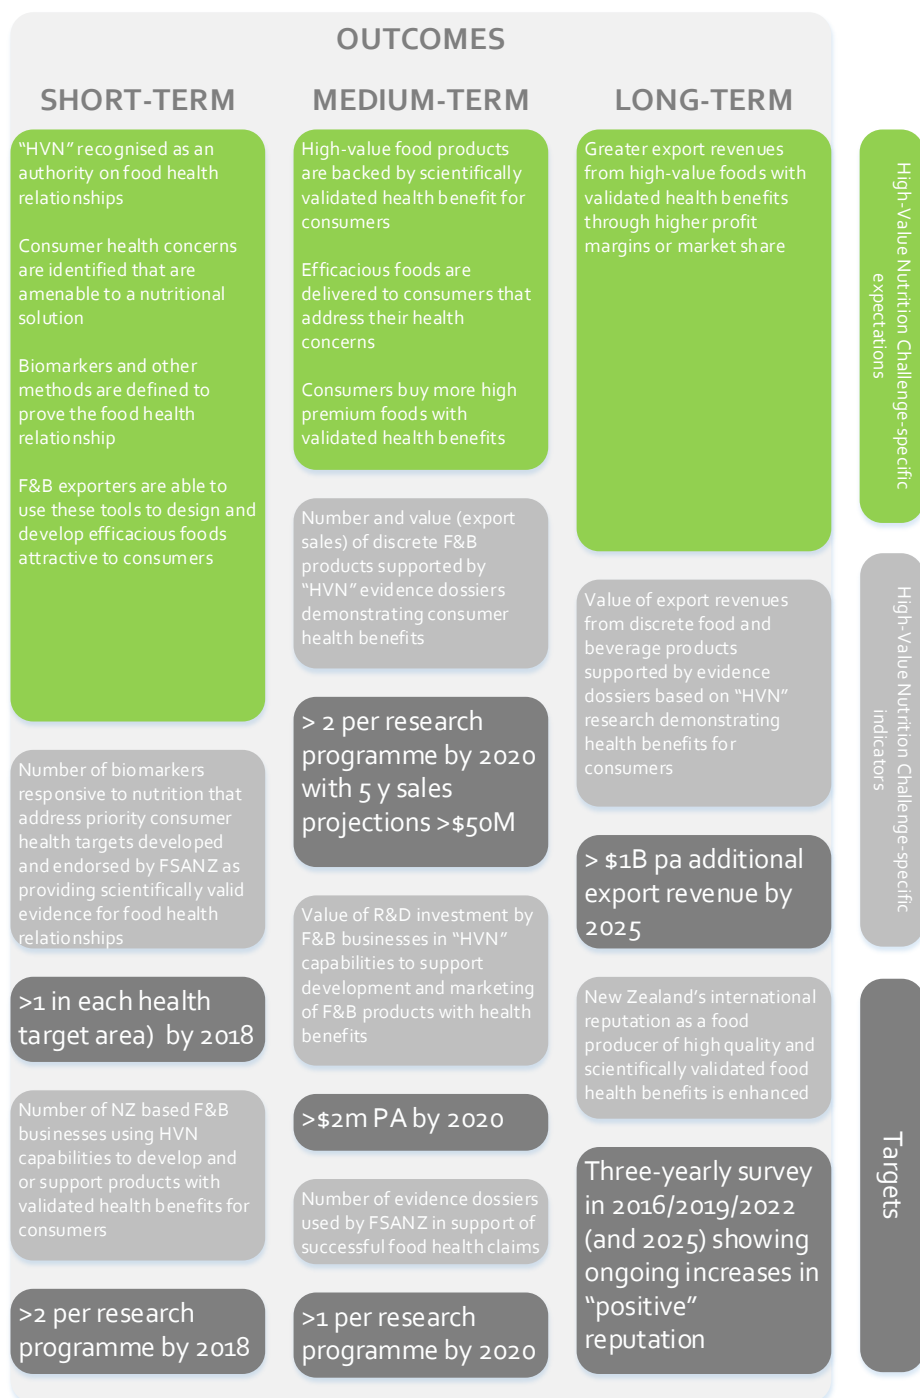 OUTCOMES
SHORT-TERM
"HVN" recognised as an
authority on food health
relationships
Consumer health concerns
are identified that are
amenable to a nutritional
solution
Biomarkers and other
methods are defined to
prove the food health
relationship
F&B exporters are able to
use these tools to design and
develop efficacious foods
attractive to consumers
Number of biomarkers
responsive to nutrition that
address priority consumer
health targets developed
and endorsed by FSANZ as
providing scientifically valid
evidence for food health
relationships
>1 in each health
target area) by 2018
Number of NZ based F&B
businesses using HVN
capabilities to develop and
or support products with
validated health benefits for
consumers
>2 per research
programme by 2018
MEDIUM-TERM
High-value food products
are backed by scientifically
validated health benefit for
consumers
Efficacious foods are
delivered to consumers that
address their health
concerns
Consumers buy more high
premium foods with
validated health benefits
Number and value (export
sales) of discrete F&B
products supported by
"HVN" evidence dossiers
demonstrating consumer
health benefits
> 2 per research
programme by 2020
with 5 y sales
projections >$50M
Value of R&D investment by
F&B businesses in "HVN"
capabilities to support
development and marketing
of F&B products with health
benefits
>$2m PA by 2020
Number of evidence dossiers
used by FSANZ in support of
successful food health claims
>1 per research
programme by 2020
LONG-TERM
Greater export revenues
from high-value foods with
validated health benefits
through higher profit
margins or market share
Value of export revenues
from discrete food and
beverage products
supported by evidence
dossiers based on "HVN"
research demonstrating
health benefits for
consumers
> $1B pa additional
export revenue by
2025
New Zealand's international
reputation as a food
producer of high quality and
scientifically validated food
health benefits is enhanced
Three-yearly survey
in 2016/2019/2022
(and 2025) showing
ongoing increases in
"positive"
reputation
High-Value Nutrition Challenge-specific
expectations
High-Value Nutrition Challenge-specific
indicators
Targets